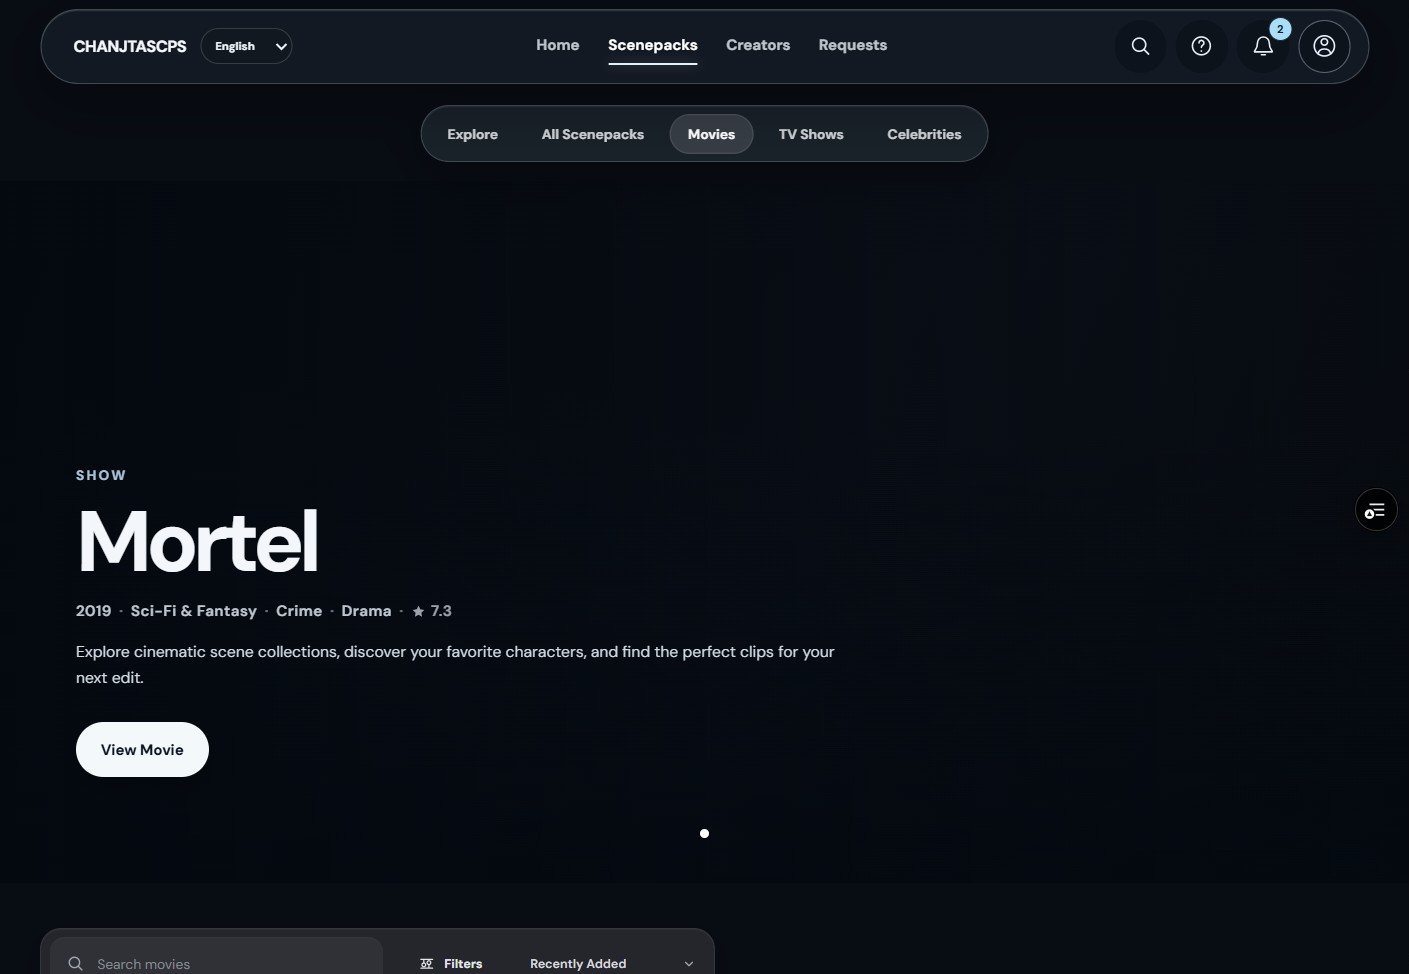 CHANJTASCPS
English
Home
Scenepacks
Creators
Requests
2
Explore
All Scenepacks
Movies
TV Shows
Celebrities
SHOW
Mortel
2019 · Sci-Fi & Fantasy · Crime · Drama · ★ 7.3
Explore cinematic scene collections, discover your favorite characters, and find the perfect clips for your
next edit.
View Movie
Search movies
Filters
Recently Added